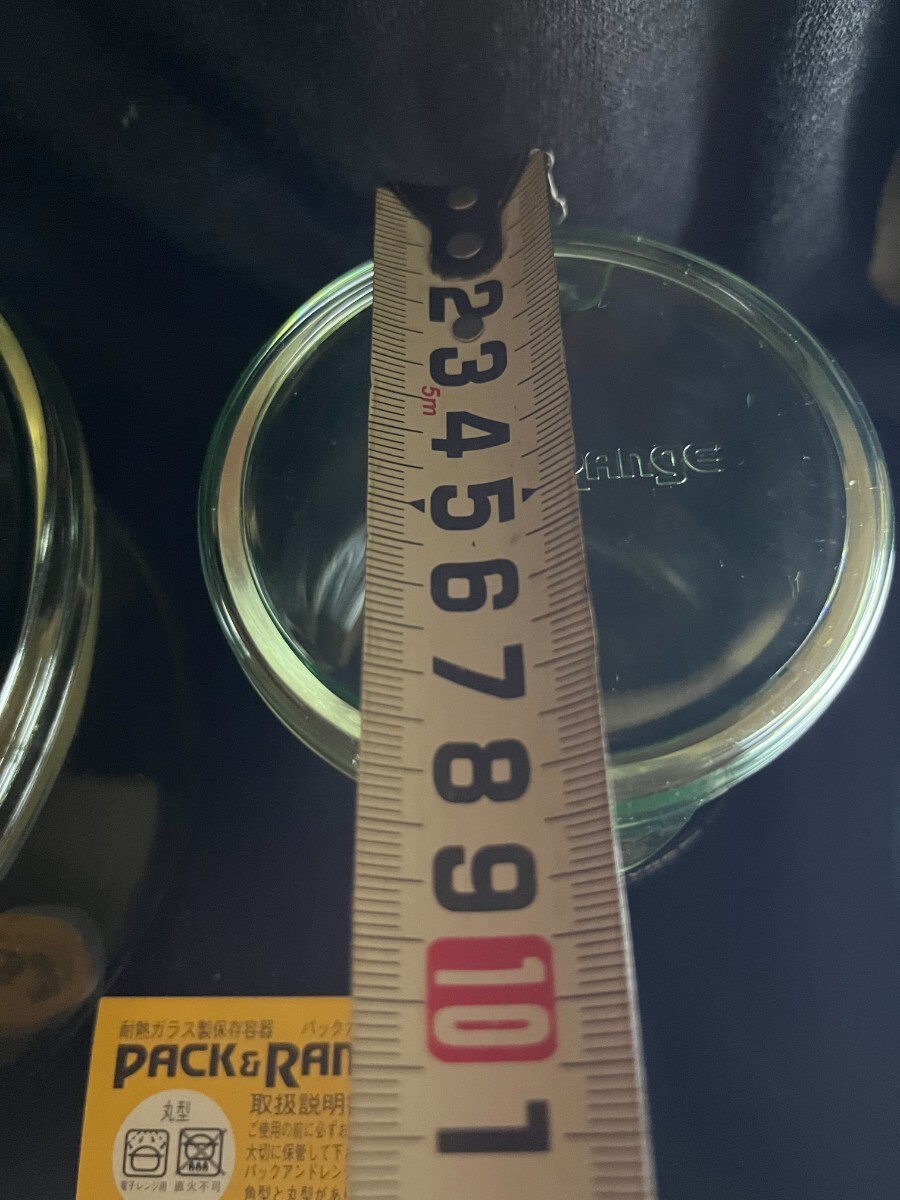 2
3
5m
4
5
6
7
8
9
10
1
Range
耐熱ガラス製保存容器 パック
PACK&RAN
丸型
取扱説明
電子レンジ用 直火不可
ご使用の前に必ずお
大切に保管して下
パックアンドレン
角型と丸型があ